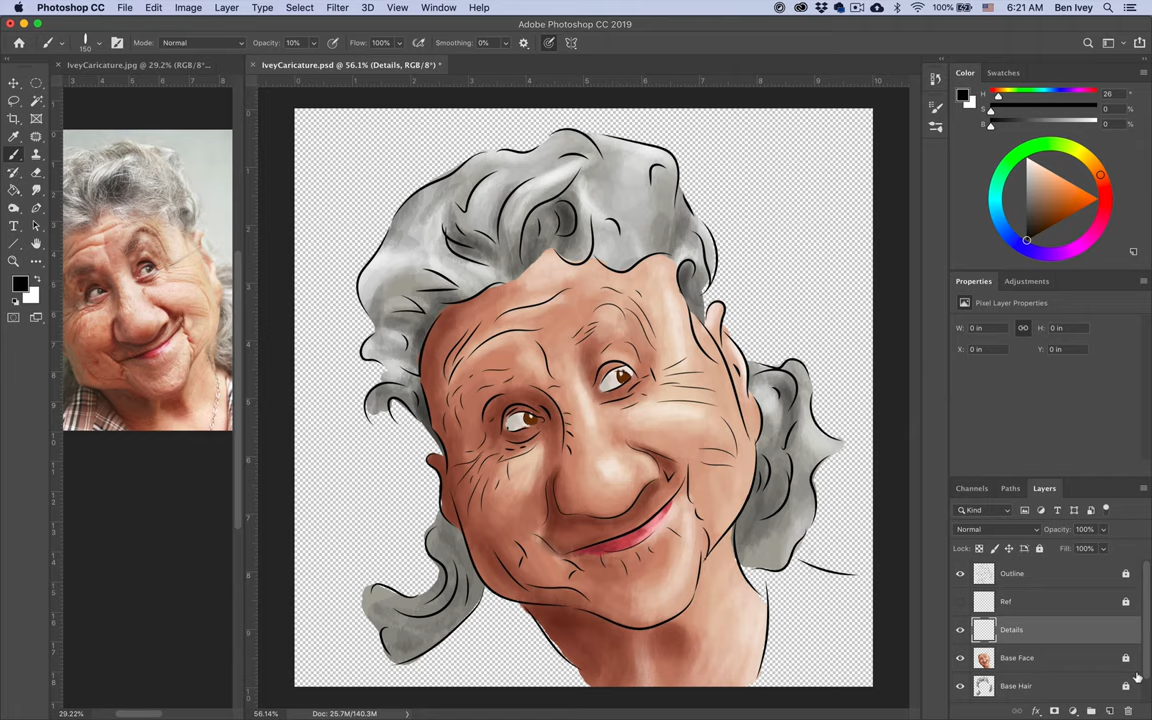 Photoshop CC File Edit Image Layer Type Select Filter 3D View Window Help 100% 6:21 AM Ben Ivey
Adobe Photoshop CC 2019
150 Mode: Normal Opacity: 10% Flow: 100% Smoothing: 0%
IveyCaricature.jpg @ 29.2% (RGB/8*... IveyCaricature.psd @ 56.1% (Details, RGB/8*) *
Color Swatches
H 26 °
S 0 %
B 0 %
Properties Adjustments
Pixel Layer Properties
W: 0 in H: 0 in
X: 0 in Y: 0 in
Channels Paths Layers
Kind
Normal Opacity: 100%
Lock: Fill: 100%
Outline
Ref
Details
Base Face
Base Hair
29.22% 56.14% Doc: 25.7M/140.3M